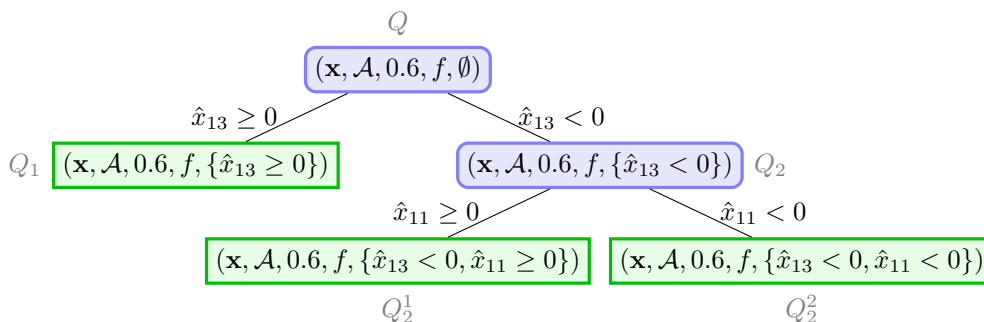 Q
(𝐱, 𝒜, 0.6, f, ∅)
x̂₁₃ ≥ 0 x̂₁₃ < 0
Q₁ (𝐱, 𝒜, 0.6, f, {x̂₁₃ ≥ 0}) (𝐱, 𝒜, 0.6, f, {x̂₁₃ < 0}) Q₂
x̂₁₁ ≥ 0 x̂₁₁ < 0
(𝐱, 𝒜, 0.6, f, {x̂₁₃ < 0, x̂₁₁ ≥ 0}) (𝐱, 𝒜, 0.6, f, {x̂₁₃ < 0, x̂₁₁ < 0})
Q₂¹ Q₂²